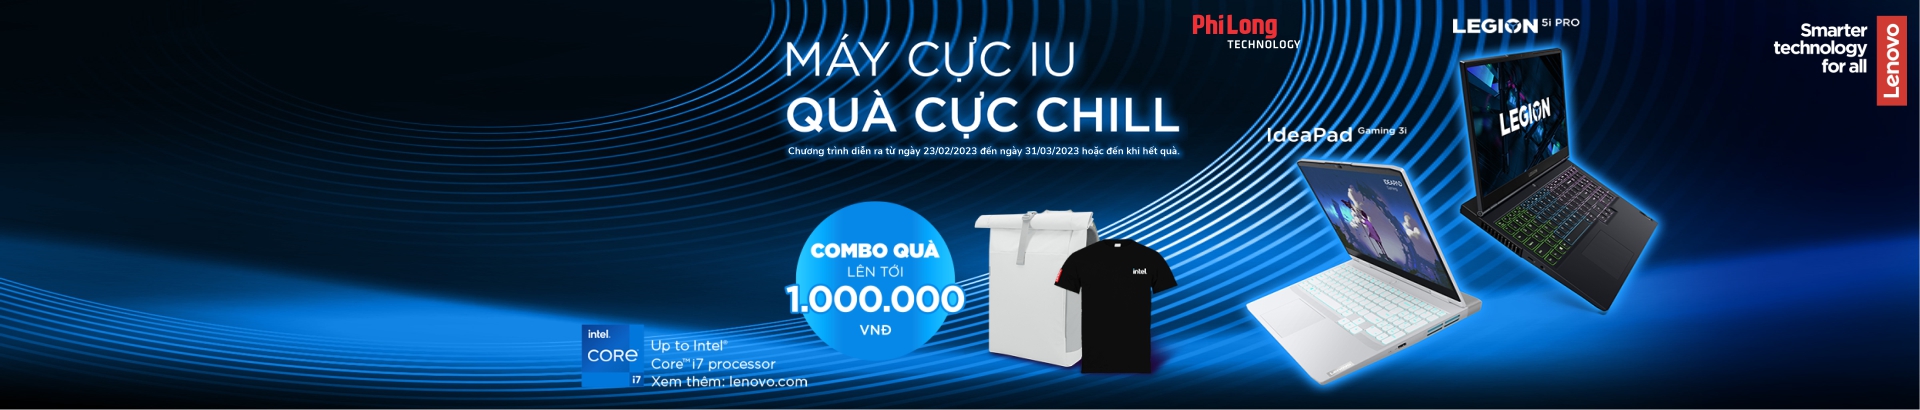 MÁY CỰC IU
QUÀ CỰC CHILL
Chương trình diễn ra từ ngày 23/02/2023 đến ngày 31/03/2023 hoặc đến khi hết quà.
PhiLong
TECHNOLOGY
LEGION 5i PRO
Smarter
technology
for all
Lenovo
IdeaPad Gaming 3i
LEGION
IDEAPAD
Gaming
COMBO QUÀ
LÊN TỚI
1.000.000
VNĐ
intel
intel.
CORE
i7
Up to Intel®
Core™ i7 processor
Xem thêm: lenovo.com